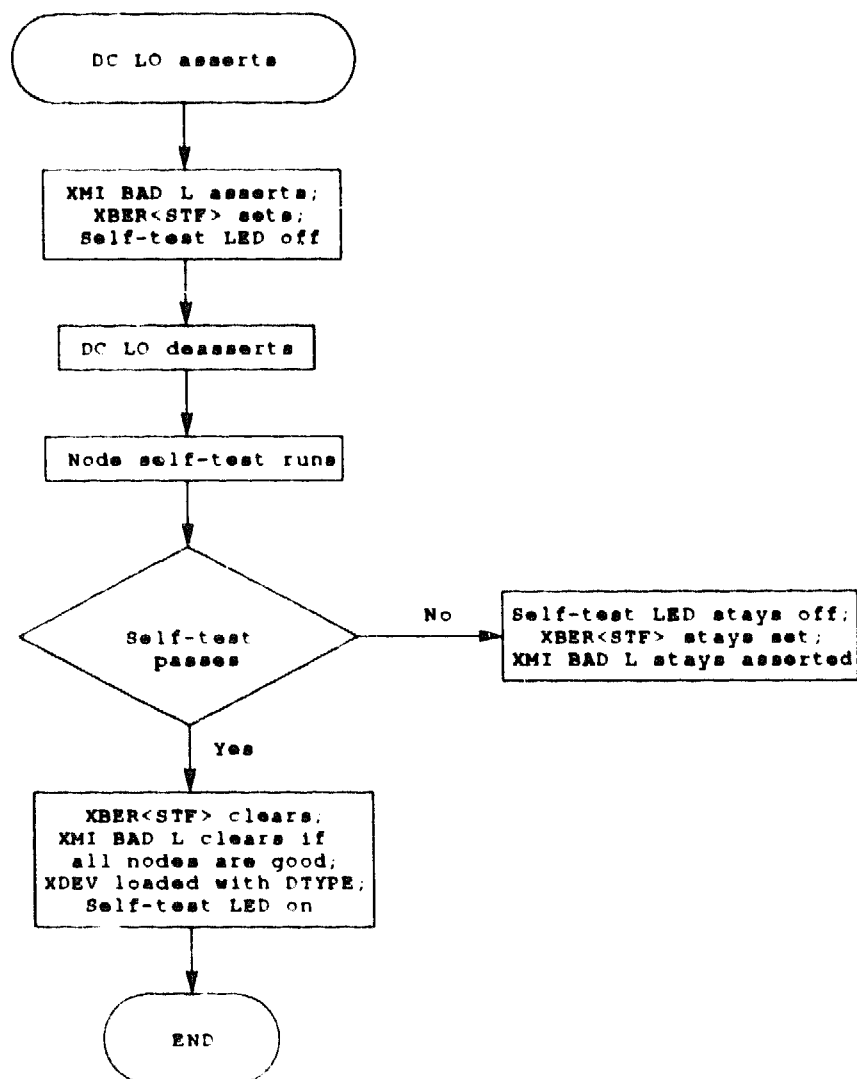 DC LO asserts
XMI BAD L asserts;
XBER<STF> sets;
Self-test LED off
DC LO deasserts
Node self-test runs
Self-test
passes
No
Self-test LED stays off;
XBER<STF> stays set;
XMI BAD L stays asserted
Yes
XBER<STF> clears;
XMI BAD L clears if
all nodes are good;
XDEV loaded with DTYPE;
Self-test LED on
END